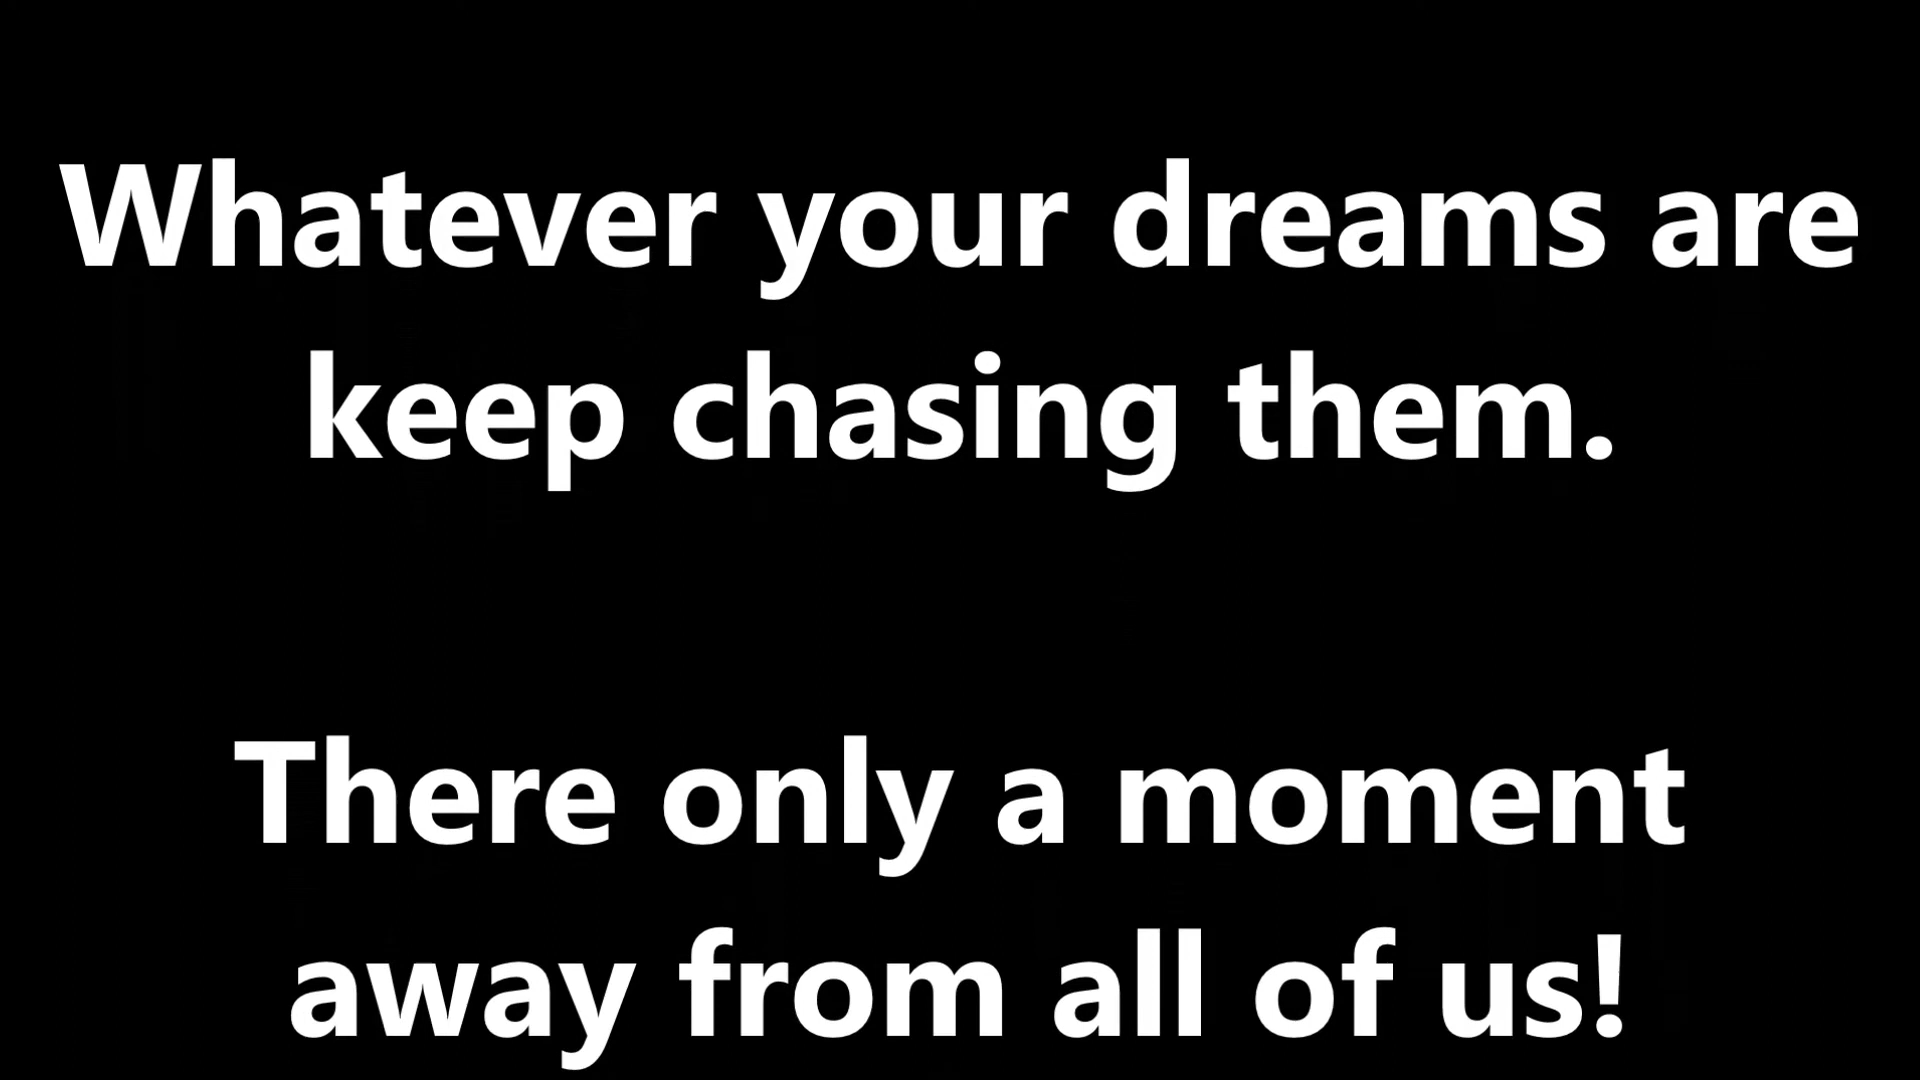 Whatever your dreams are
keep chasing them.
There only a moment
away from all of us!